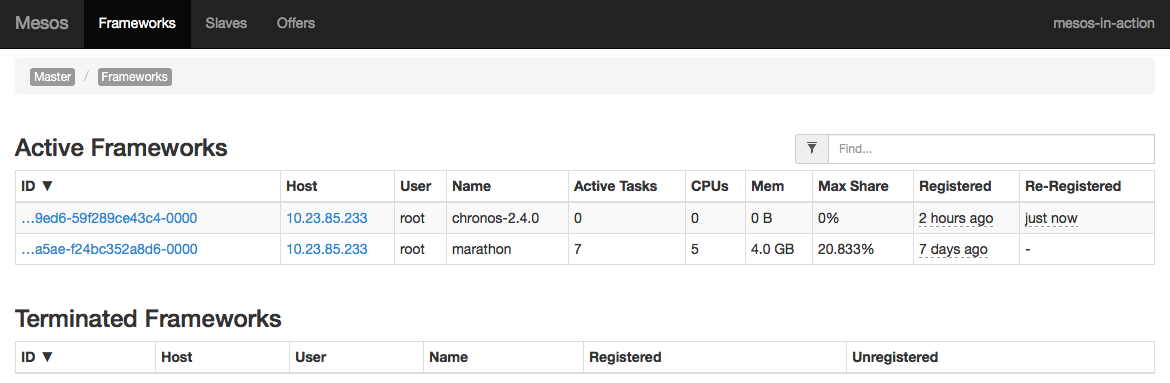 Mesos Frameworks Slaves Offers mesos-in-action
Master / Frameworks
Active Frameworks Find...
ID ▼ Host User Name Active Tasks CPUs Mem Max Share Registered Re-Registered
...9ed6-59f289ce43c4-0000 10.23.85.233 root chronos-2.4.0 0 0 0 B 0% 2 hours ago just now
...a5ae-f24bc352a8d6-0000 10.23.85.233 root marathon 7 5 4.0 GB 20.833% 7 days ago -
Terminated Frameworks
ID ▼ Host User Name Registered Unregistered